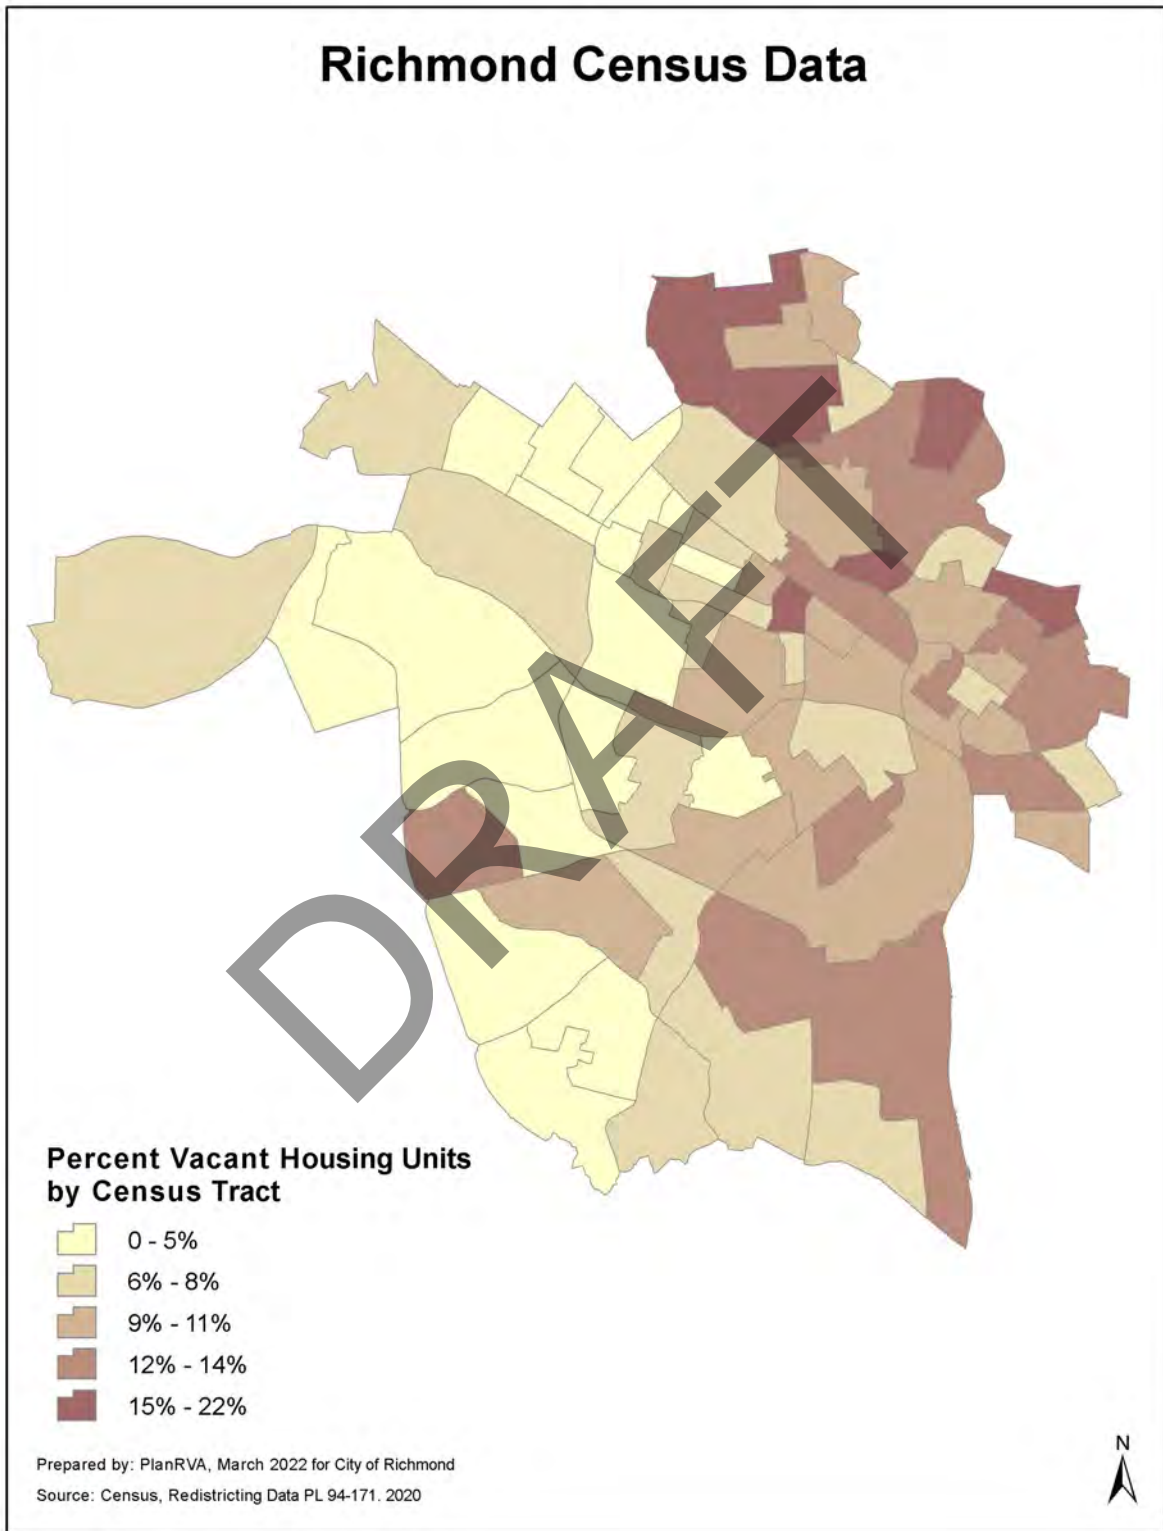 Richmond Census Data
DRAFT
Percent Vacant Housing Units
by Census Tract
0 - 5%
6% - 8%
9% - 11%
12% - 14%
15% - 22%
Prepared by: PlanRVA, March 2022 for City of Richmond
Source: Census, Redistricting Data PL 94-171. 2020
N